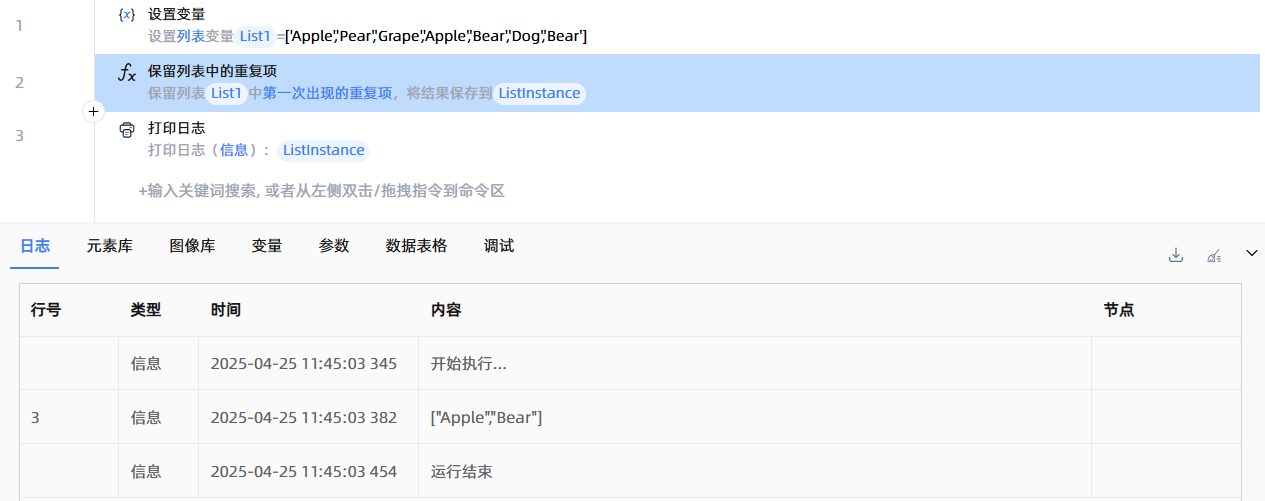 1
{x} 设置变量
设置列表变量 List1 =['Apple','Pear','Grape','Apple','Bear','Dog','Bear']
2
fx 保留列表中的重复项
保留列表 List1 中第一次出现的重复项，将结果保存到 ListInstance
+
3
打印日志
打印日志（信息）： ListInstance
+输入关键词搜索, 或者从左侧双击/拖拽指令到命令区
日志 元素库 图像库 变量 参数 数据表格 调试
行号 类型 时间 内容 节点
信息 2025-04-25 11:45:03 345 开始执行...
3 信息 2025-04-25 11:45:03 382 ["Apple","Bear"]
信息 2025-04-25 11:45:03 454 运行结束